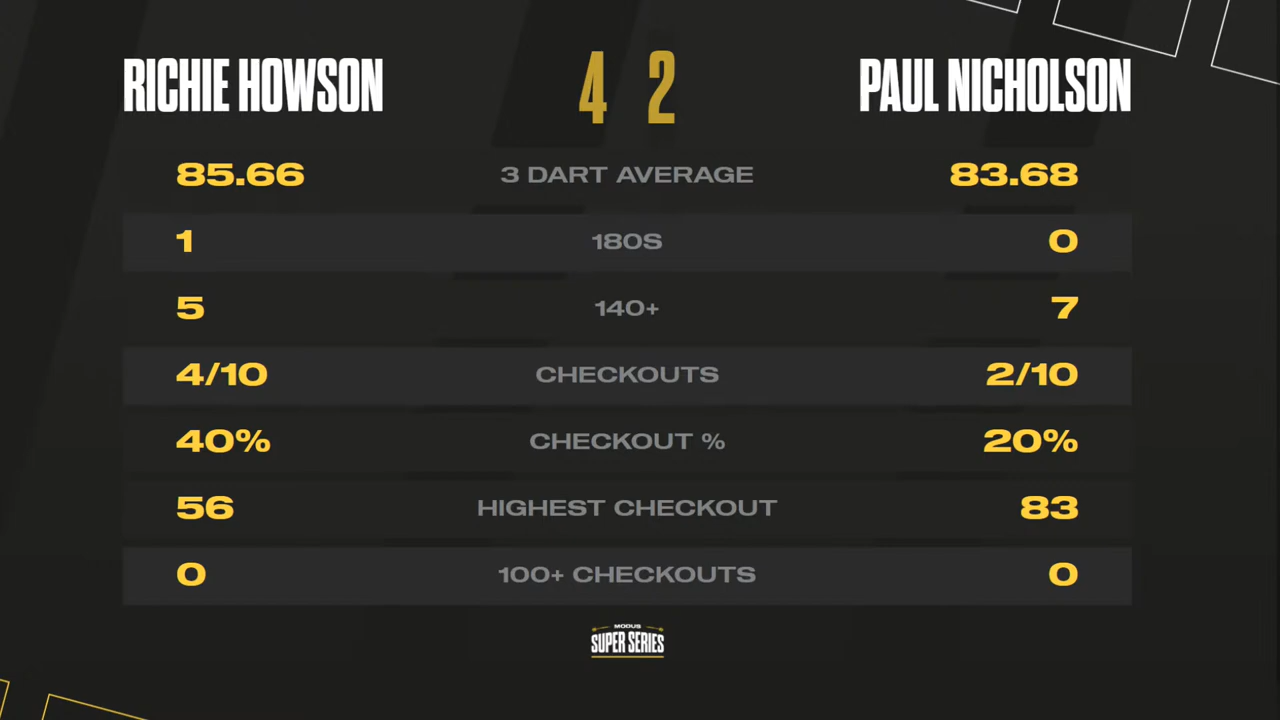 RICHIE HOWSON 4 2 PAUL NICHOLSON
85.66 3 DART AVERAGE 83.68
1 180S 0
5 140+ 7
4/10 CHECKOUTS 2/10
40% CHECKOUT % 20%
56 HIGHEST CHECKOUT 83
0 100+ CHECKOUTS 0
MODUS
SUPER SERIES